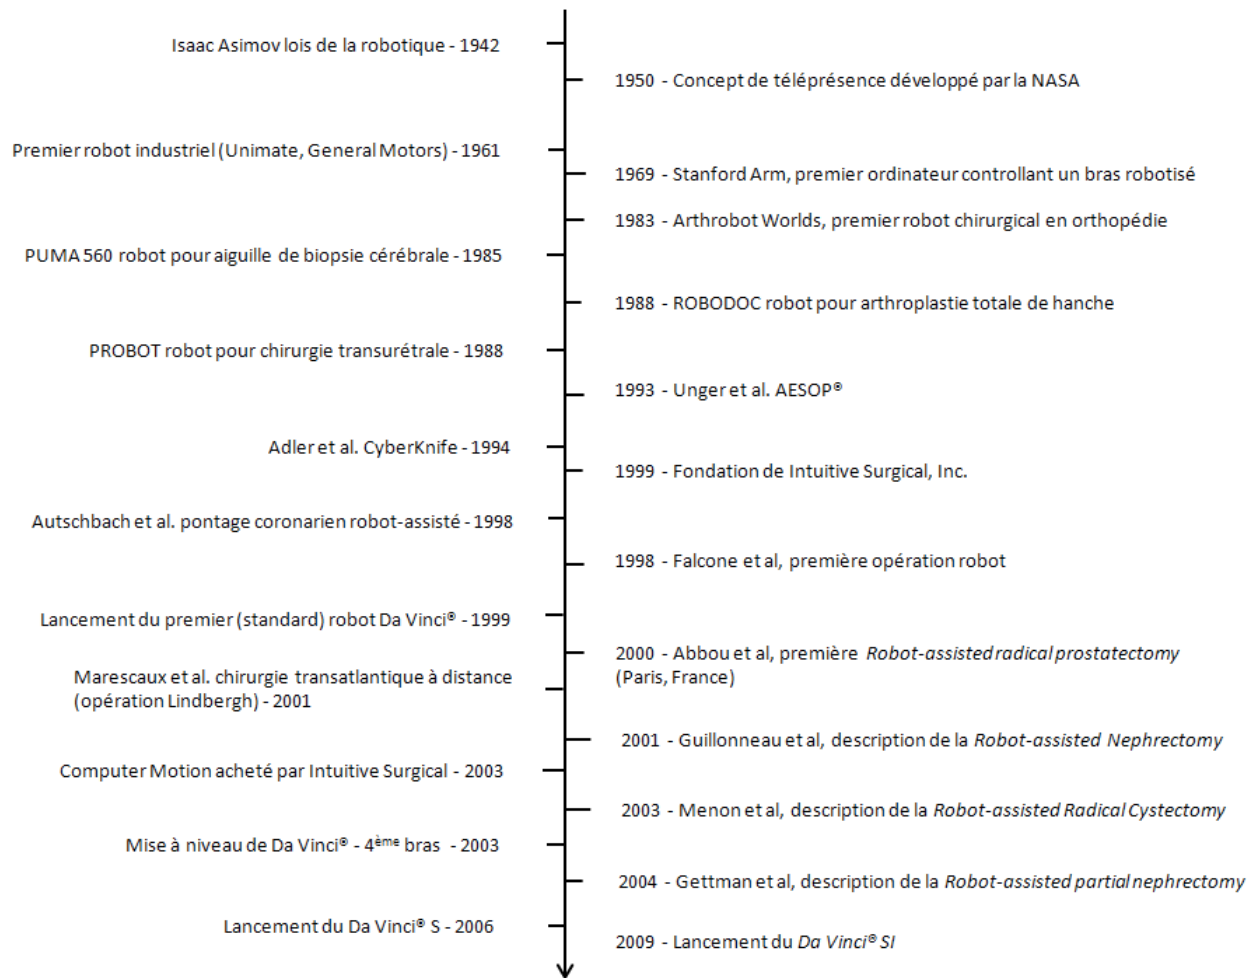 Isaac Asimov lois de la robotique - 1942
1950 - Concept de téléprésence développé par la NASA
Premier robot industriel (Unimate, General Motors) - 1961
1969 - Stanford Arm, premier ordinateur controllant un bras robotisé
1983 - Arthrobot Worlds, premier robot chirurgical en orthopédie
PUMA 560 robot pour aiguille de biopsie cérébrale - 1985
1988 - ROBODOC robot pour arthroplastie totale de hanche
PROBOT robot pour chirurgie transurétrale - 1988
1993 - Unger et al. AESOP®
Adler et al. CyberKnife - 1994
1999 - Fondation de Intuitive Surgical, Inc.
Autschbach et al. pontage coronarien robot-assisté - 1998
1998 - Falcone et al, première opération robot
Lancement du premier (standard) robot Da Vinci® - 1999
2000 - Abbou et al, première Robot-assisted radical prostatectomy
(Paris, France)
Marescaux et al. chirurgie transatlantique à distance
(opération Lindbergh) - 2001
2001 - Guillonneau et al, description de la Robot-assisted Nephrectomy
Computer Motion acheté par Intuitive Surgical - 2003
2003 - Menon et al, description de la Robot-assisted Radical Cystectomy
Mise à niveau de Da Vinci® - 4ème bras - 2003
2004 - Gettman et al, description de la Robot-assisted partial nephrectomy
Lancement du Da Vinci® S - 2006
2009 - Lancement du Da Vinci® SI